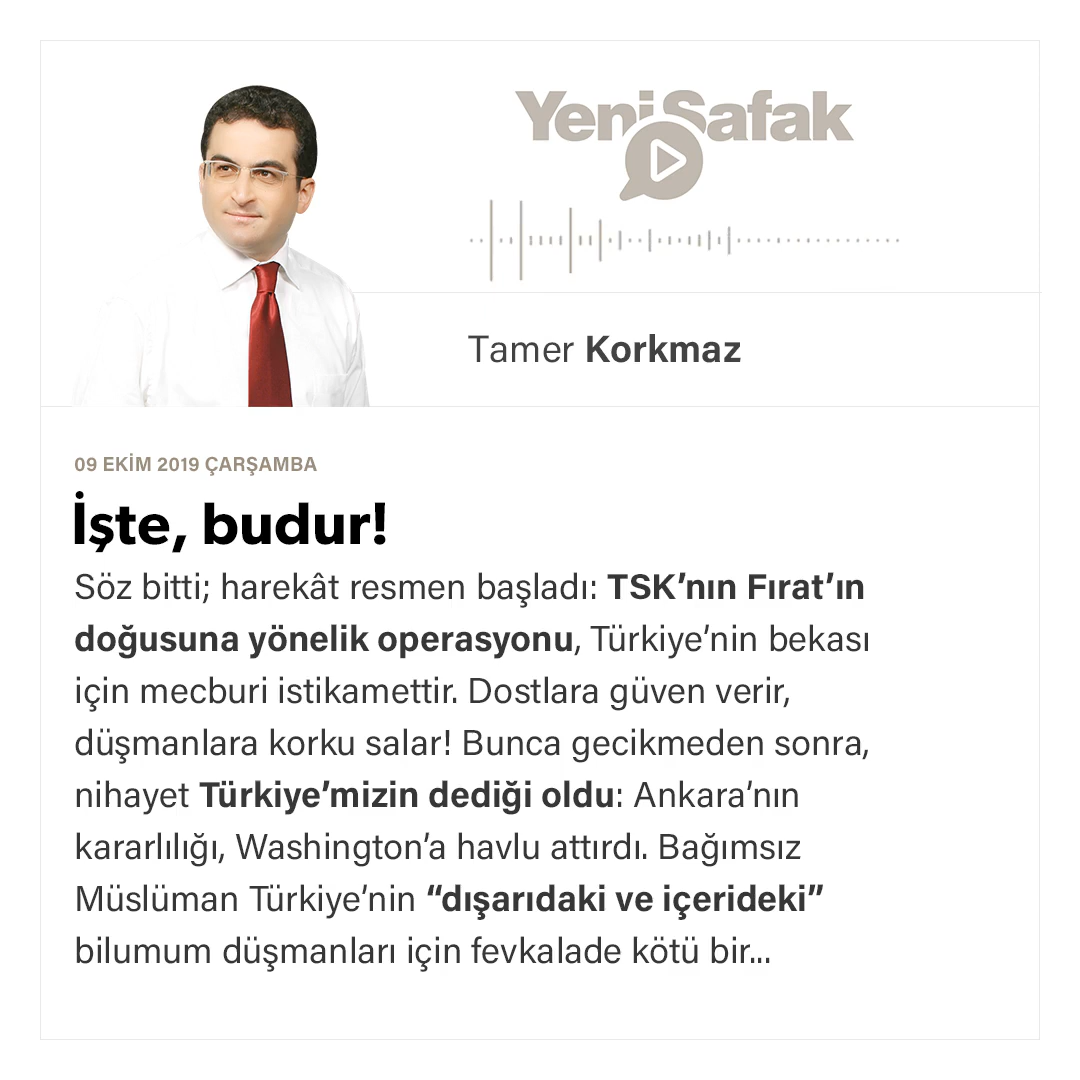 Yeni Şafak
Tamer Korkmaz
09 EKİM 2019 ÇARŞAMBA
İşte, budur!
Söz bitti; harekât resmen başladı: TSK’nın Fırat’ın
doğusuna yönelik operasyonu, Türkiye’nin bekası
için mecburi istikamettir. Dostlara güven verir,
düşmanlara korku salar! Bunca gecikmeden sonra,
nihayet Türkiye’mizin dediği oldu: Ankara’nın
kararlılığı, Washington’a havlu attırdı. Bağımsız
Müslüman Türkiye’nin “dışarıdaki ve içerideki”
bilumum düşmanları için fevkalade kötü bir...